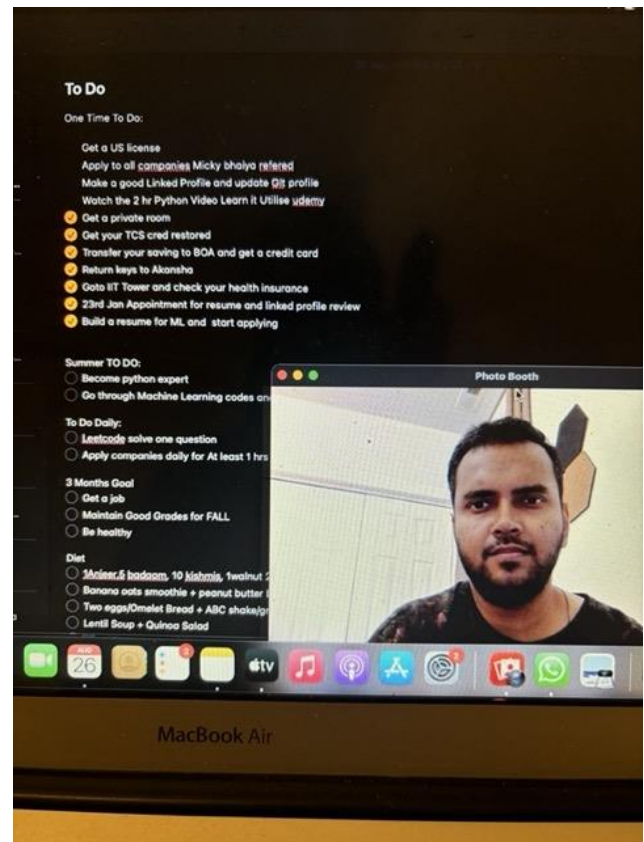 To Do
One Time To Do:
Get a US license
Apply to all companies Micky bhaiya refered
Make a good Linked Profile and update Git profile
Watch the 2 hr Python Video Learn it Utilise udemy
Get a private room
Get your TCS cred restored
Transfer your saving to BOA and get a credit card
Return keys to Akansha
Goto IIT Tower and check your health insurance
23rd Jan Appointment for resume and linked profile review
Build a resume for ML and start applying
Summer TO DO:
Become python expert
Go through Machine Learning codes
Photo Booth
To Do Daily:
Leetcode solve one question
Apply companies daily for At least 1 hrs
3 Months Goal
Get a job
Maintain Good Grades for FALL
Be healthy
Diet
1Anjeer,5 badaam, 10 kishmis, 1walnut
Banana oats smoothie + peanut butter
Two eggs/Omelet Bread + ABC shake/
Lentil Soup + Quinoa Salad
AUG
26
tv
MacBook Air